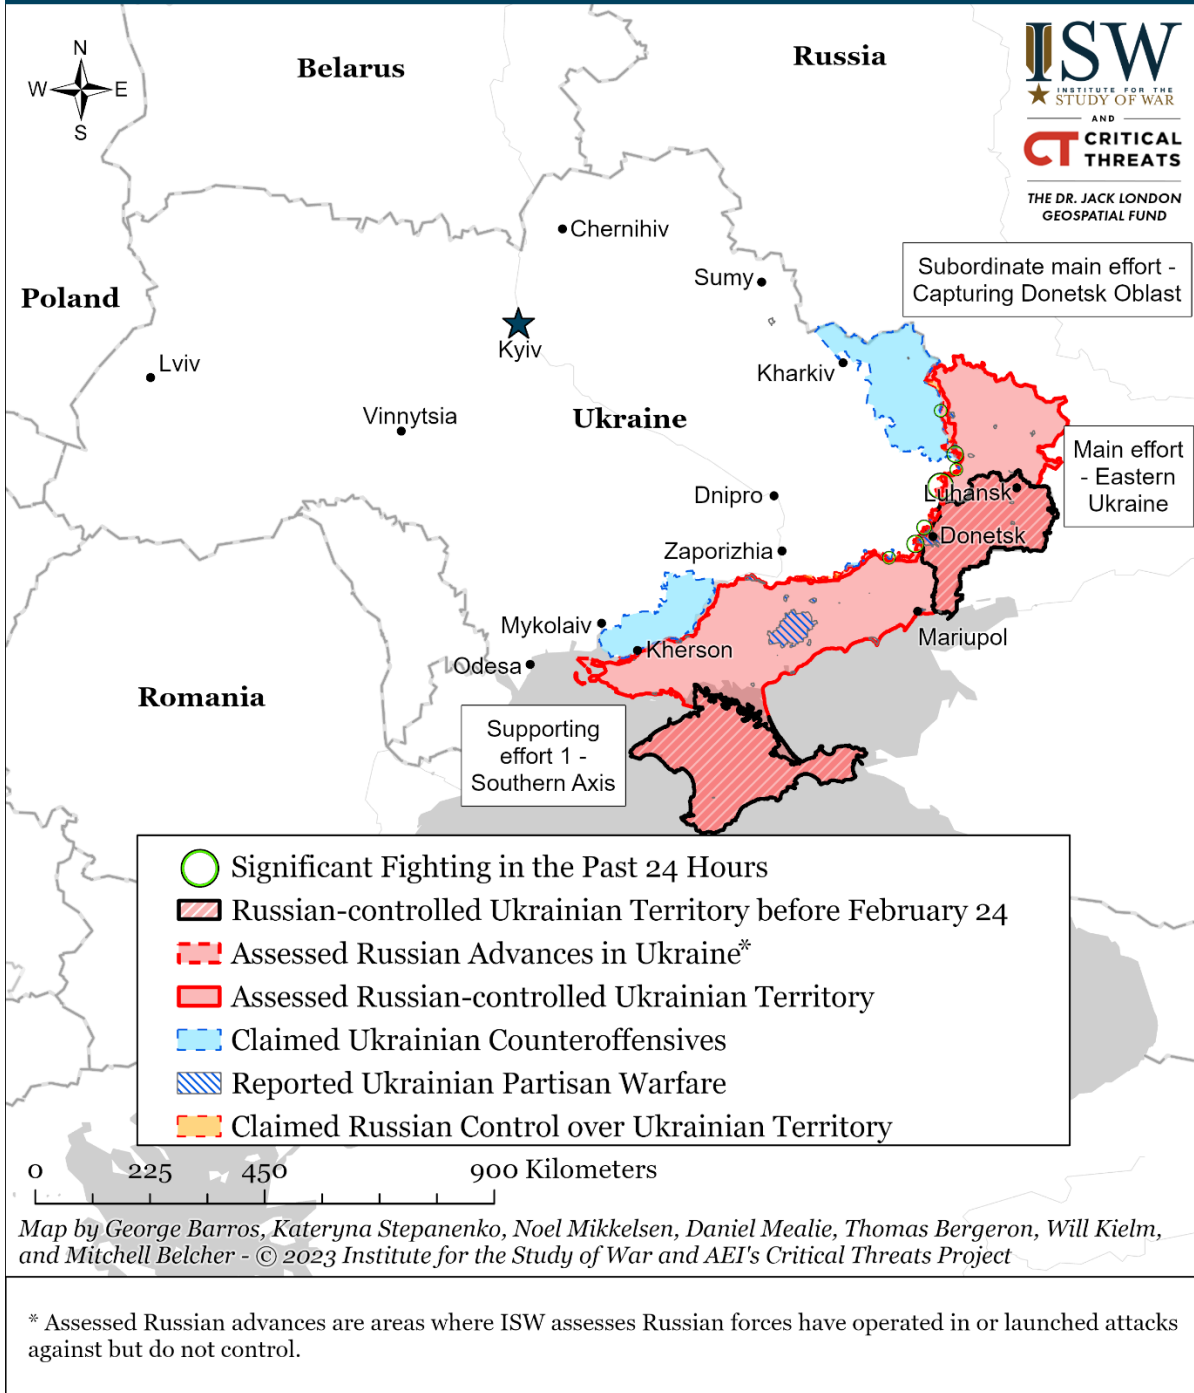 N
W
E
S
Belarus
Russia
ISW
INSTITUTE FOR THE
STUDY OF WAR
AND
CT CRITICAL
THREATS
THE DR. JACK LONDON
GEOSPATIAL FUND
Chernihiv
Subordinate main effort -
Capturing Donetsk Oblast
Sumy
Poland
Kyiv
Lviv
Kharkiv
Vinnytsia
Ukraine
Main effort
- Eastern
Ukraine
Luhansk
Dnipro
Donetsk
Zaporizhia
Mykolaiv
Mariupol
Kherson
Odesa
Romania
Supporting
effort 1 -
Southern Axis
Significant Fighting in the Past 24 Hours
Russian-controlled Ukrainian Territory before February 24
Assessed Russian Advances in Ukraine*
Assessed Russian-controlled Ukrainian Territory
Claimed Ukrainian Counteroffensives
Reported Ukrainian Partisan Warfare
Claimed Russian Control over Ukrainian Territory
0 225 450 900 Kilometers
Map by George Barros, Kateryna Stepanenko, Noel Mikkelsen, Daniel Mealie, Thomas Bergeron, Will Kielm,
and Mitchell Belcher - © 2023 Institute for the Study of War and AEI's Critical Threats Project
* Assessed Russian advances are areas where ISW assesses Russian forces have operated in or launched attacks
against but do not control.